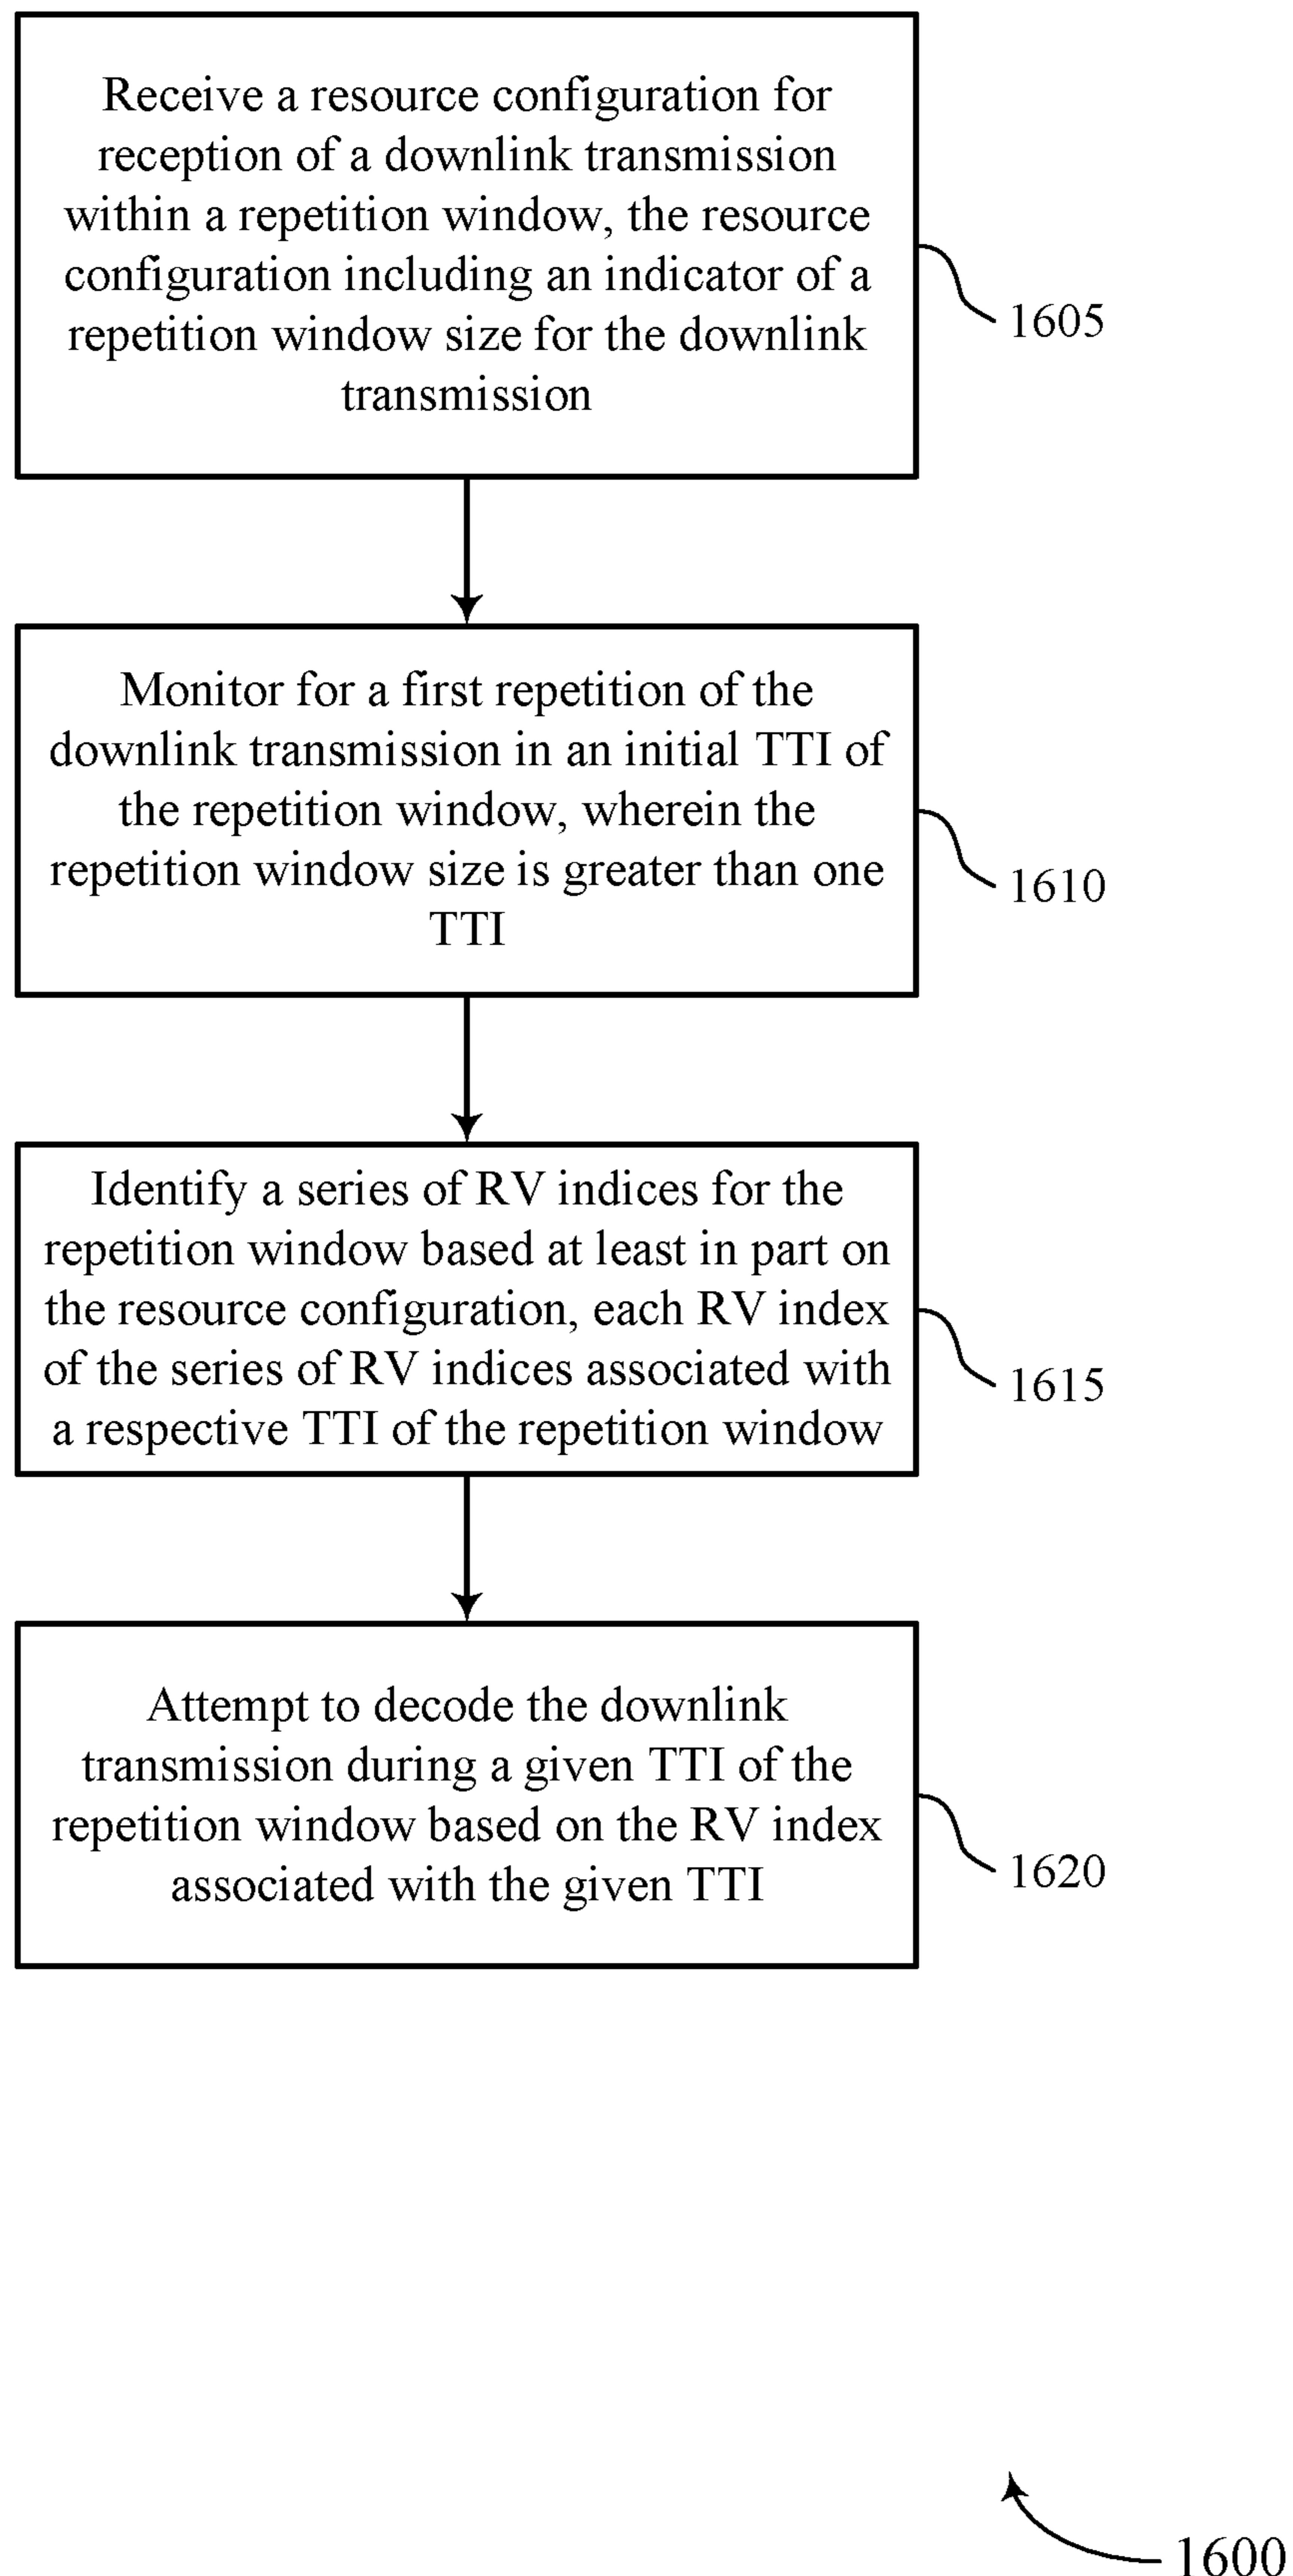 Receive a resource configuration for
reception of a downlink transmission
within a repetition window, the resource
configuration including an indicator of a
repetition window size for the downlink
transmission
1605
Monitor for a first repetition of the
downlink transmission in an initial TTI of
the repetition window, wherein the
repetition window size is greater than one
TTI
1610
Identify a series of RV indices for the
repetition window based at least in part on
the resource configuration, each RV index
of the series of RV indices associated with
a respective TTI of the repetition window
1615
Attempt to decode the downlink
transmission during a given TTI of the
repetition window based on the RV index
associated with the given TTI
1620
1600